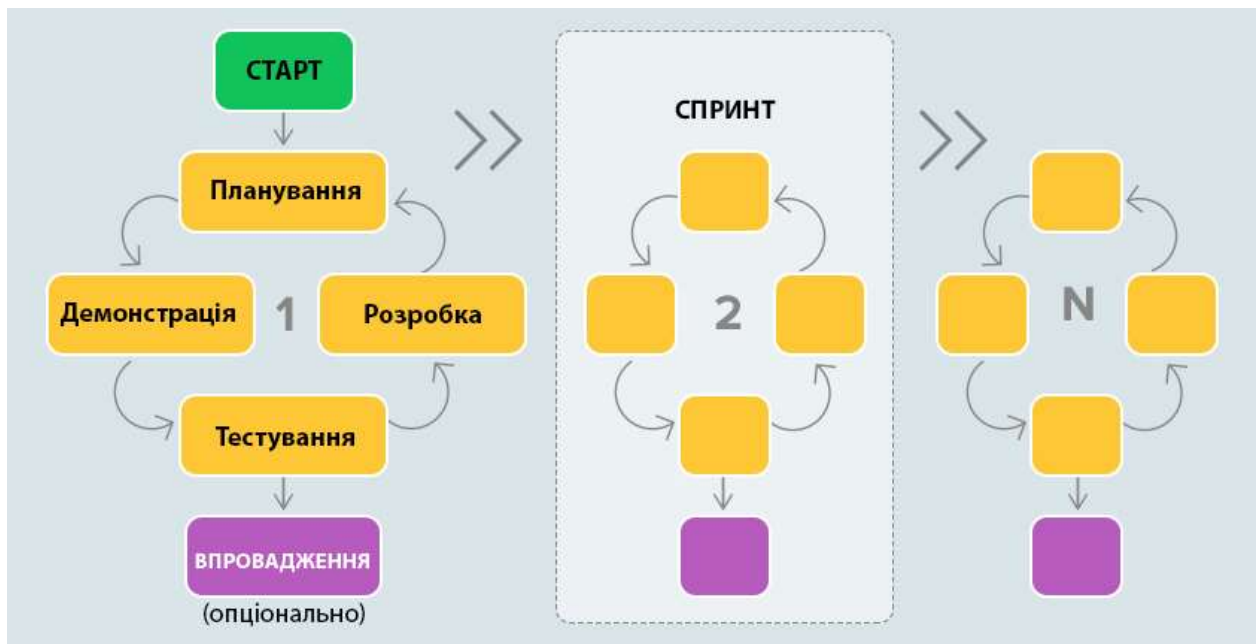 СТАРТ
СПРИНТ
Планування
Демонстрація
1
Розробка
2
N
Тестування
ВПРОВАДЖЕННЯ
(опціонально)